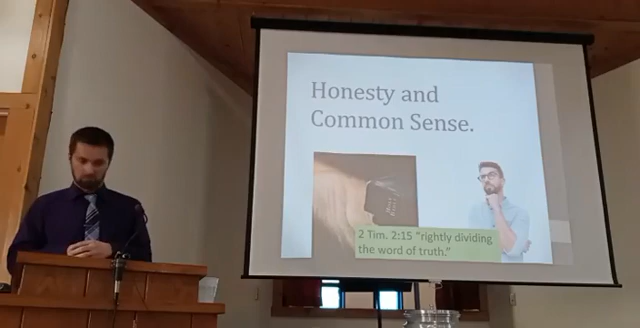 Honesty and
Common Sense.
2 Tim. 2:15 "rightly dividing
the word of truth."